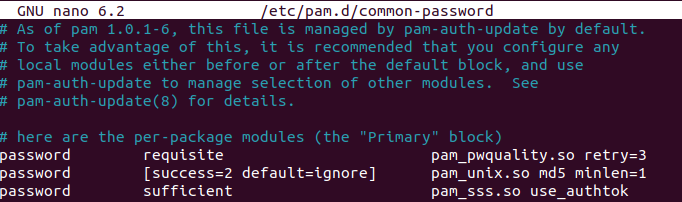 GNU nano 6.2 /etc/pam.d/common-password
# As of pam 1.0.1-6, this file is managed by pam-auth-update by default.
# To take advantage of this, it is recommended that you configure any
# local modules either before or after the default block, and use
# pam-auth-update to manage selection of other modules.  See
# pam-auth-update(8) for details.
# here are the per-package modules (the "Primary" block)
password requisite pam_pwquality.so retry=3
password [success=2 default=ignore] pam_unix.so md5 minlen=1
password sufficient pam_sss.so use_authtok